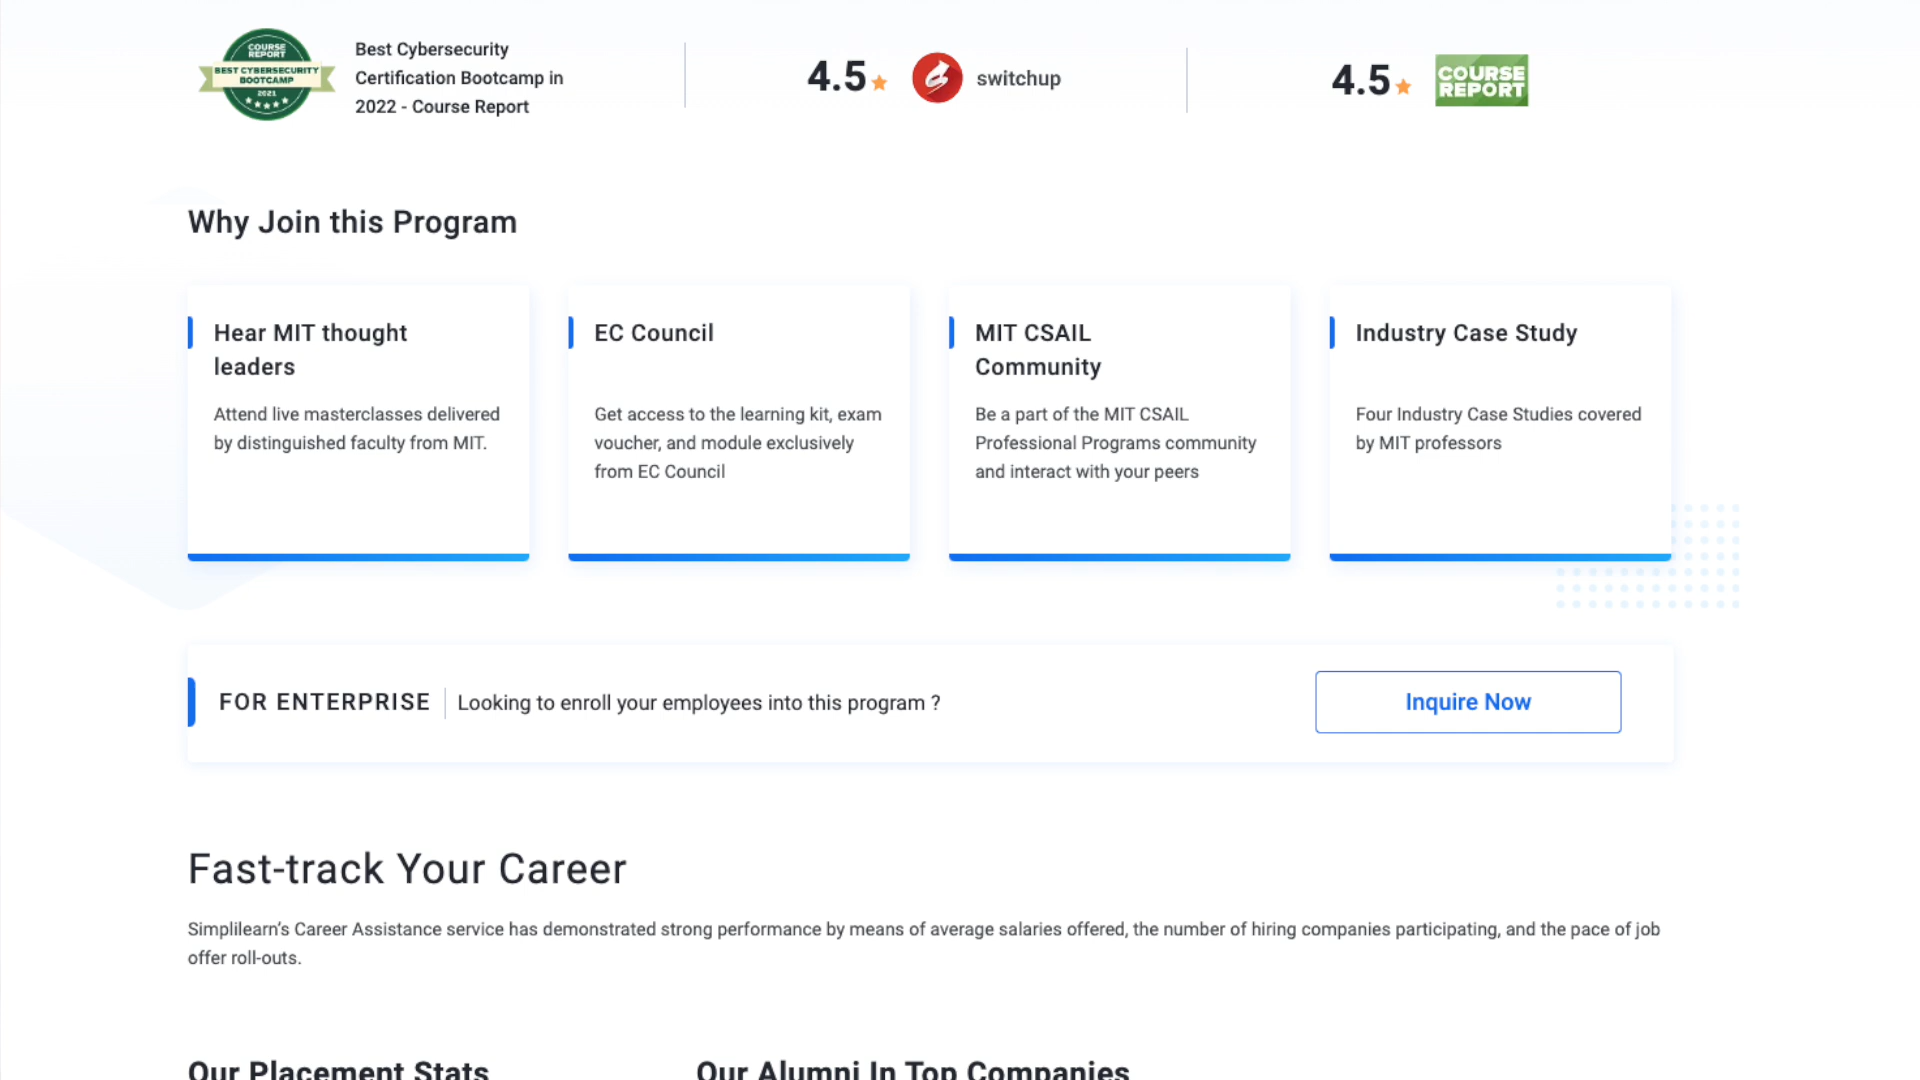 COURSE
REPORT
BEST CYBERSECURITY
BOOTCAMP
2021
Best Cybersecurity
Certification Bootcamp in
2022 - Course Report
4.5
switchup
4.5
COURSE
REPORT
Why Join this Program
Hear MIT thought
leaders
Attend live masterclasses delivered
by distinguished faculty from MIT.
EC Council
Get access to the learning kit, exam
voucher, and module exclusively
from EC Council
MIT CSAIL
Community
Be a part of the MIT CSAIL
Professional Programs community
and interact with your peers
Industry Case Study
Four Industry Case Studies covered
by MIT professors
FOR ENTERPRISE
Looking to enroll your employees into this program ?
Inquire Now
Fast-track Your Career
Simplilearn’s Career Assistance service has demonstrated strong performance by means of average salaries offered, the number of hiring companies participating, and the pace of job
offer roll-outs.
Our Placement Stats
Our Alumni In Top Companies